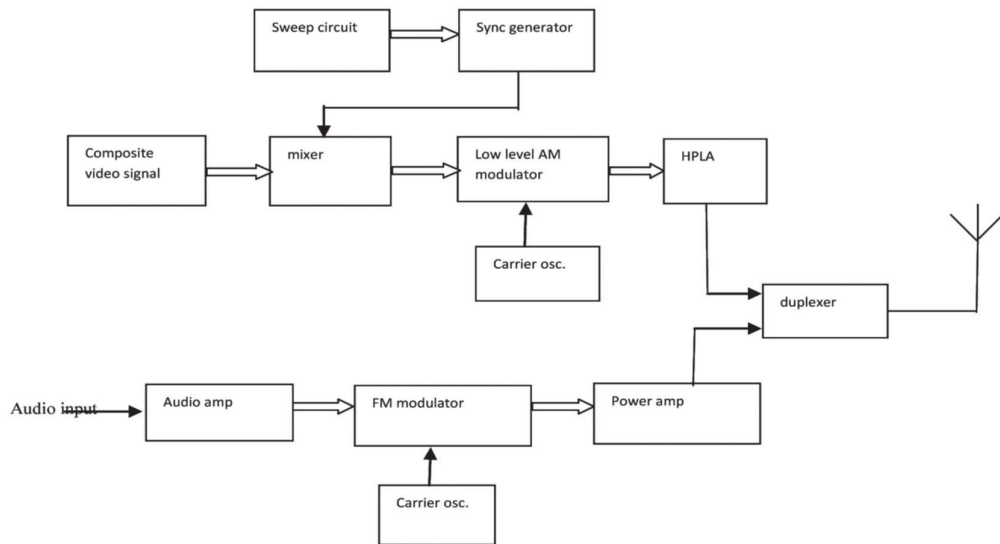 Sweep circuit
Sync generator
Composite
video signal
mixer
Low level AM
modulator
HPLA
Carrier osc.
duplexer
Audio input
Audio amp
FM modulator
Power amp
Carrier osc.